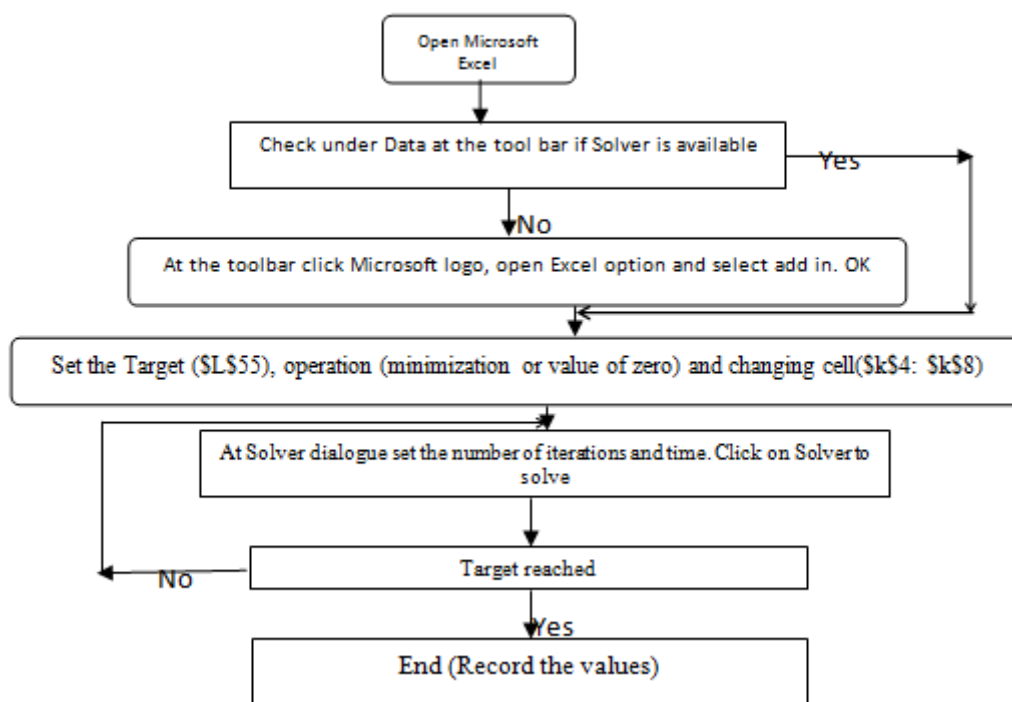 Open Microsoft
Excel
Check under Data at the tool bar if Solver is available
Yes
No
At the toolbar click Microsoft logo, open Excel option and select add in. OK
Set the Target ($L$55), operation (minimization or value of zero) and changing cell($k$4: $k$8)
At Solver dialogue set the number of iterations and time. Click on Solver to
solve
Target reached
No
Yes
End (Record the values)